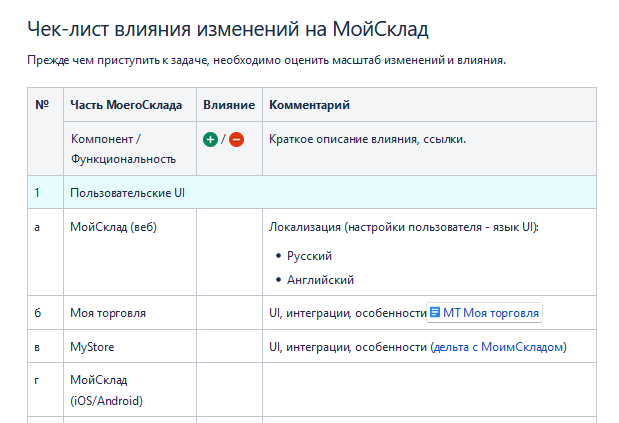 Чек-лист влияния изменений на МойСклад
Прежде чем приступить к задаче, необходимо оценить масштаб изменений и влияния.
№ Часть МоегоСклада Влияние Комментарий
Компонент / Функциональность + / − Краткое описание влияния, ссылки.
1 Пользовательские UI
а МойСклад (веб) Локализация (настройки пользователя - язык UI):
Русский
Английский
б Моя торговля UI, интеграции, особенности МТ Моя торговля
в MyStore UI, интеграции, особенности (дельта с МоимСкладом)
г МойСклад (iOS/Android)